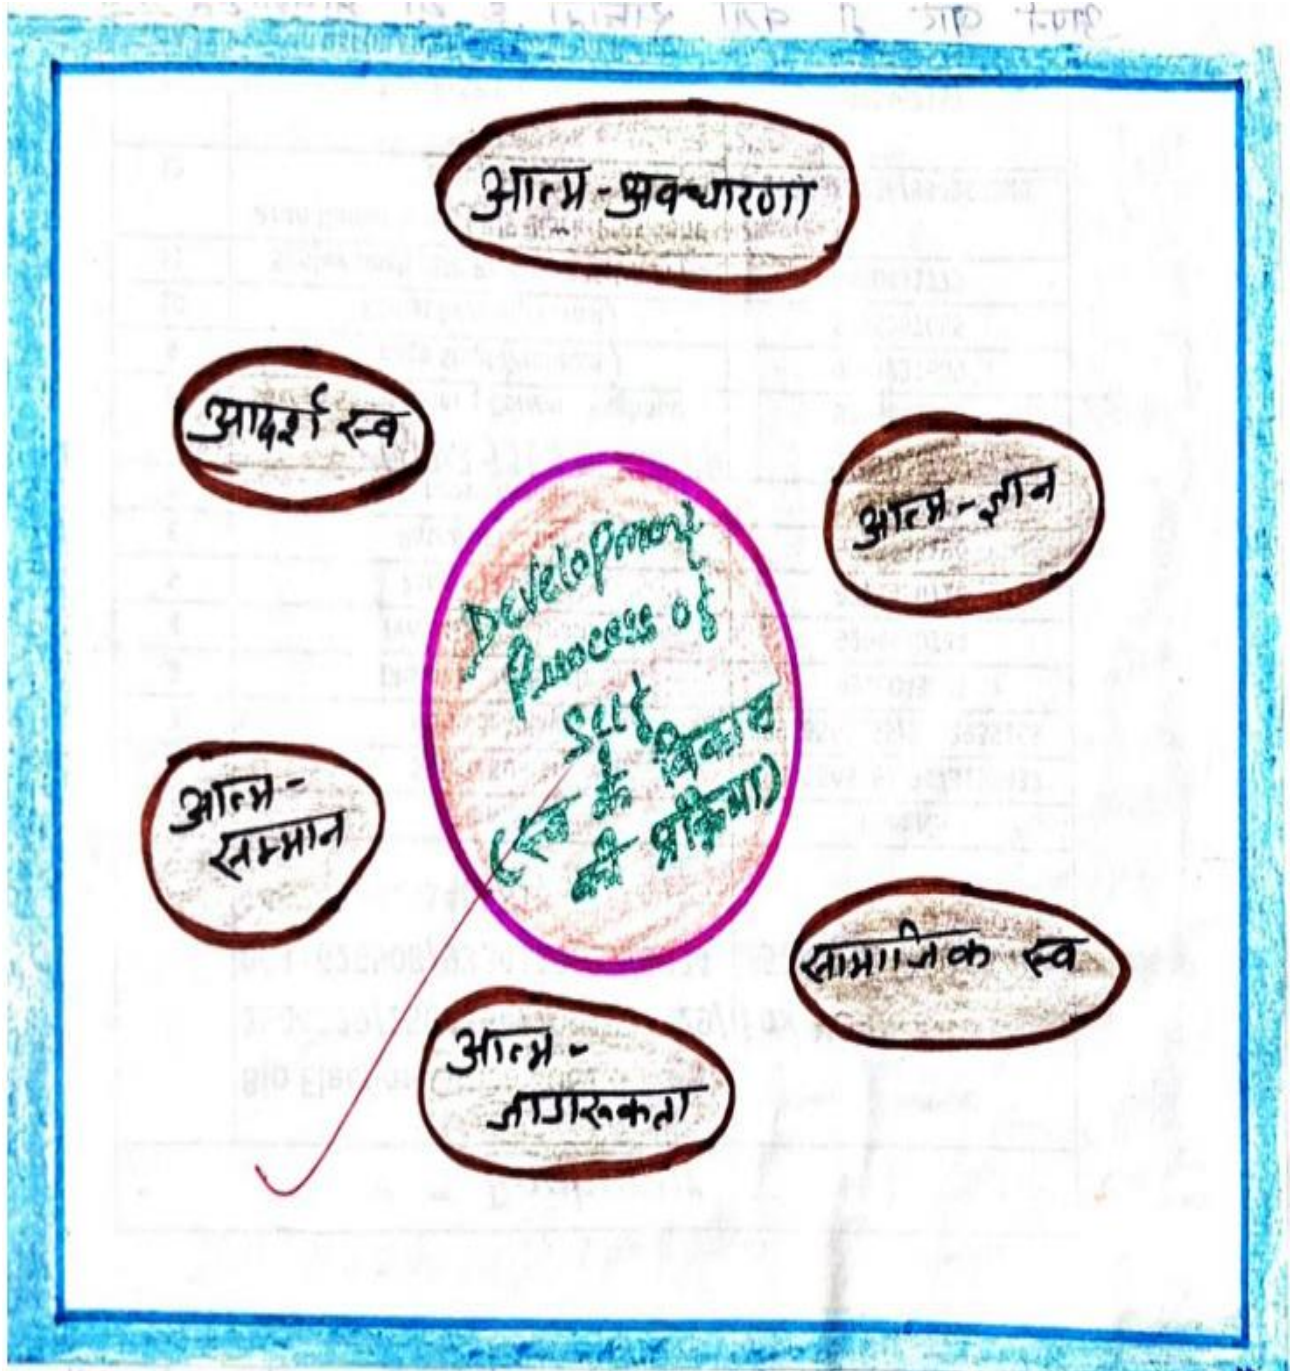 आत्म-अवधारणा
आदर्श स्व
आत्म-ज्ञान
Development
Process of
Self
(स्व के विकास
की प्रक्रिया)
आत्म-
सम्मान
सामाजिक स्व
आत्म-
जागरूकता